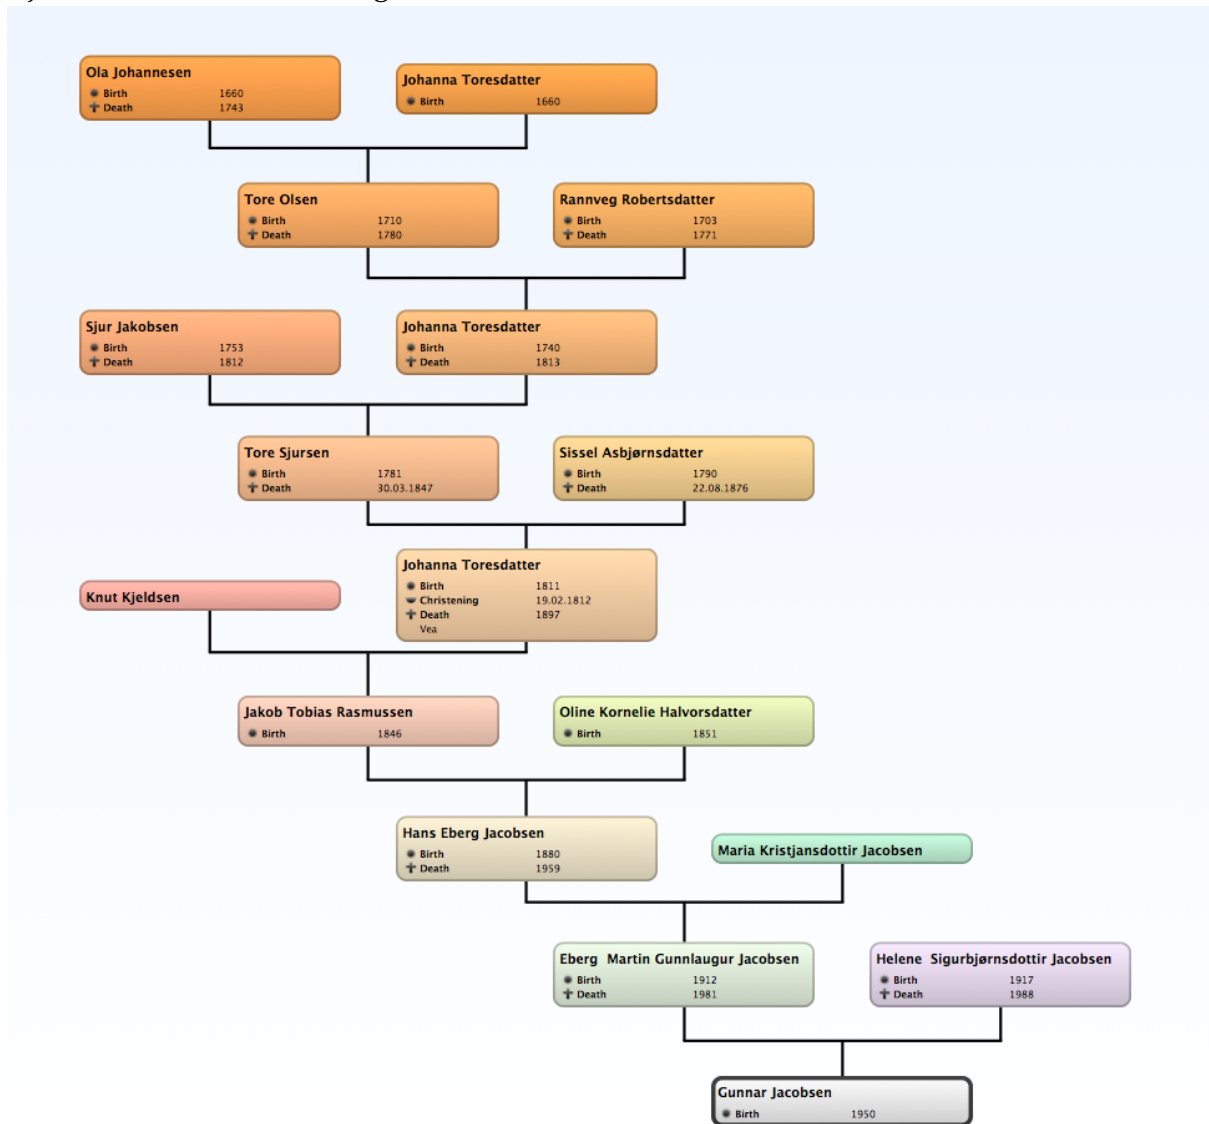 Ola Johannesen
Birth 1660
Death 1743
Johanna Toresdatter
Birth 1660
Tore Olsen
Birth 1710
Death 1780
Rannveg Robertsdatter
Birth 1703
Death 1771
Sjur Jakobsen
Birth 1753
Death 1812
Johanna Toresdatter
Birth 1740
Death 1813
Tore Sjursen
Birth 1781
Death 30.03.1847
Sissel Asbjørnsdatter
Birth 1790
Death 22.08.1876
Knut Kjeldsen
Johanna Toresdatter
Birth 1811
Christening 19.02.1812
Death 1897
Vea
Jakob Tobias Rasmussen
Birth 1846
Oline Kornelie Halvorsdatter
Birth 1851
Hans Eberg Jacobsen
Birth 1880
Death 1959
Maria Kristjansdottir Jacobsen
Eberg Martin Gunnlaugur Jacobsen
Birth 1912
Death 1981
Helene Sigurbjørnsdottir Jacobsen
Birth 1917
Death 1988
Gunnar Jacobsen
Birth 1950